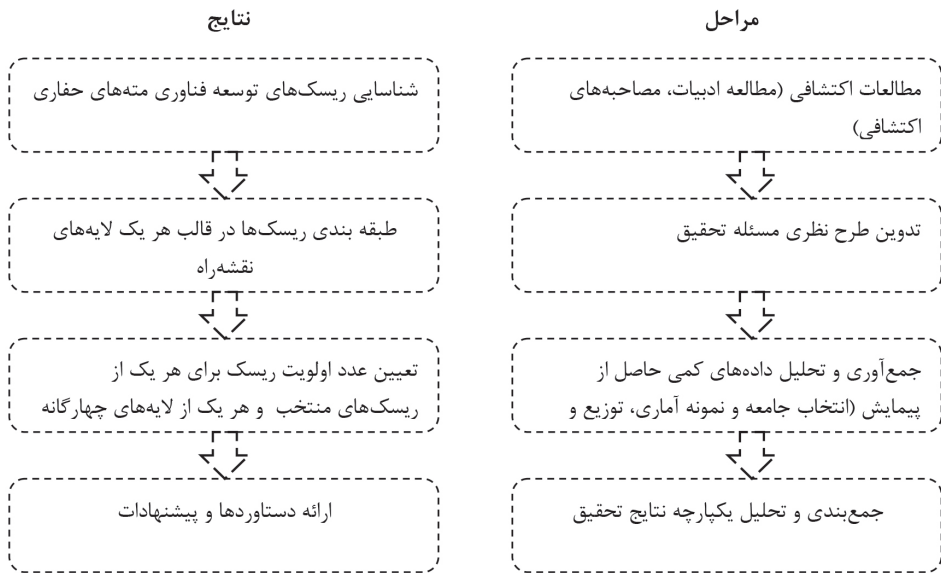 مراحل
مطالعات اکتشافی (مطالعه ادبیات، مصاحبه‌های
اکتشافی)
تدوین طرح نظری مسئله تحقیق
جمع‌آوری و تحلیل داده‌های کمی حاصل از
پیمایش (انتخاب جامعه و نمونه آماری، توزیع و
جمع‌بندی و تحلیل یکپارچه نتایج تحقیق
نتایج
شناسایی ریسک‌های توسعه فناوری مته‌های حفاری
طبقه بندی ریسک‌ها در قالب هر یک لایه‌های
نقشه‌راه
تعیین عدد اولویت ریسک برای هر یک از
ریسک‌های منتخب و هر یک از لایه‌های چهارگانه
ارائه دستاوردها و پیشنهادات